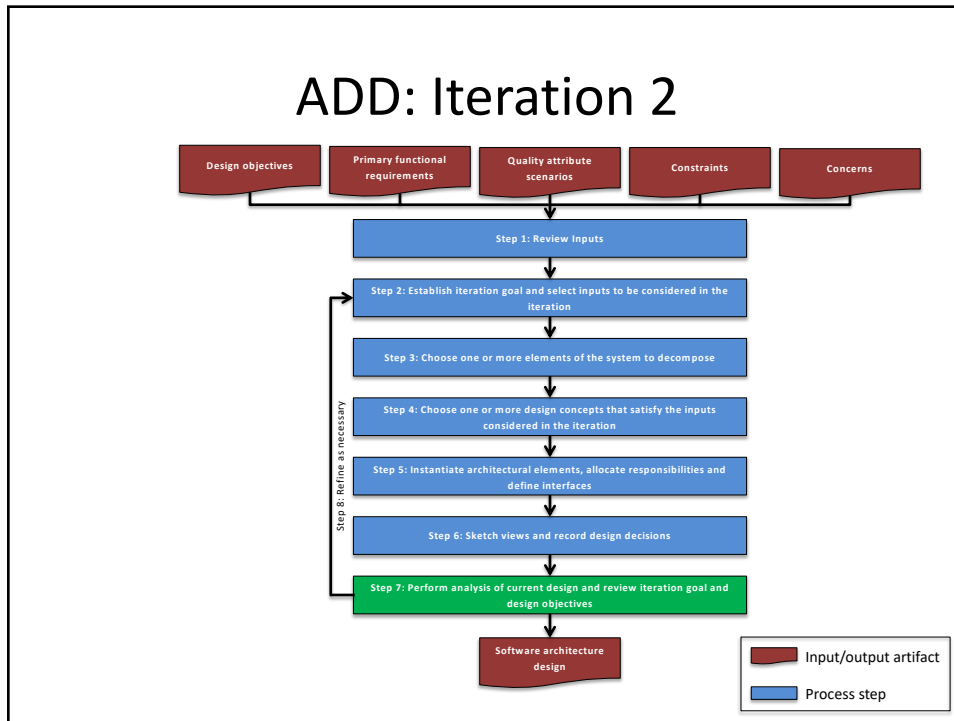 ADD: Iteration 2
Design objectives
Primary functional
requirements
Quality attribute
scenarios
Constraints
Concerns
Step 1: Review Inputs
Step 2: Establish iteration goal and select inputs to be considered in the
iteration
Step 3: Choose one or more elements of the system to decompose
Step 4: Choose one or more design concepts that satisfy the inputs
considered in the iteration
Step 5: Instantiate architectural elements, allocate responsibilities and
define interfaces
Step 6: Sketch views and record design decisions
Step 7: Perform analysis of current design and review iteration goal and
design objectives
Step 8: Refine as necessary
Software architecture
design
Input/output artifact
Process step